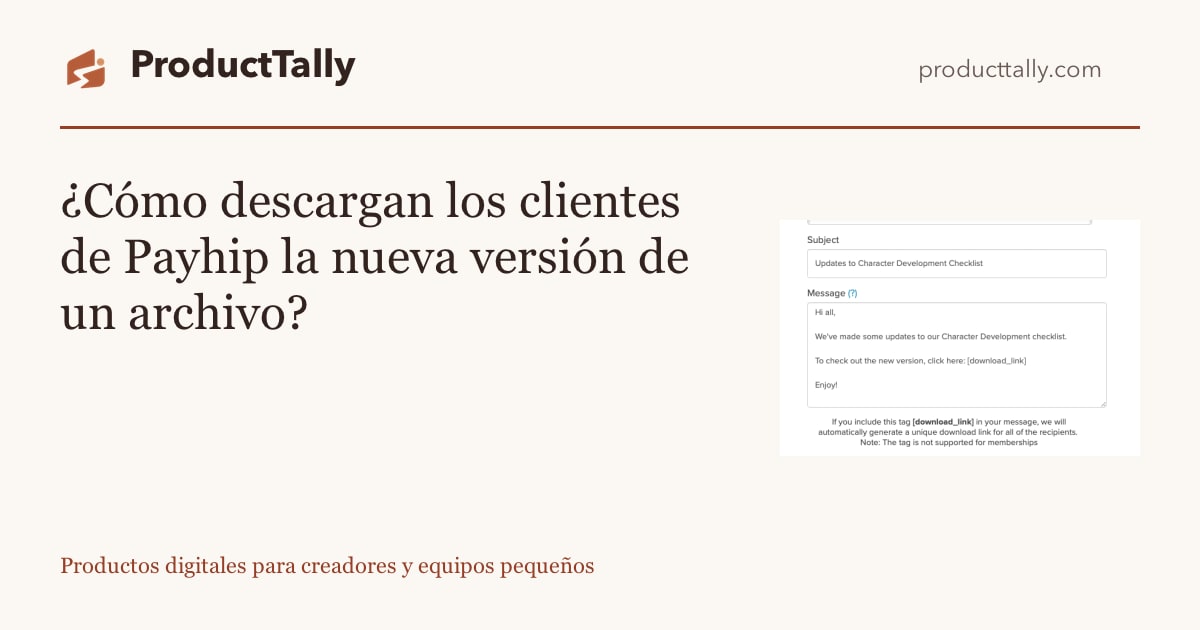 ProductTally
producttally.com
¿Cómo descargan los clientes
de Payhip la nueva versión de
un archivo?
Subject
Updates to Character Development Checklist
Message (?)
Hi all,
We've made some updates to our Character Development checklist.
To check out the new version, click here: [download_link]
Enjoy!
If you include this tag [download_link] in your message, we will
automatically generate a unique download link for all of the recipients.
Note: The tag is not supported for memberships
Productos digitales para creadores y equipos pequeños